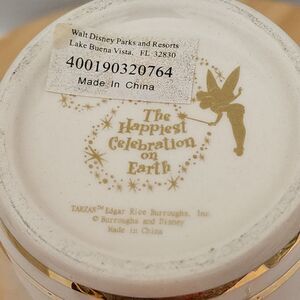 Walt Disney Parks and Resorts
Lake Buena Vista, FL 32830
400190320764
Made In China
The
Happiest
Celebration
on
Earth
TARZAN™ Edgar Rice Burroughs, Inc.
© Burroughs and Disney
Made in China